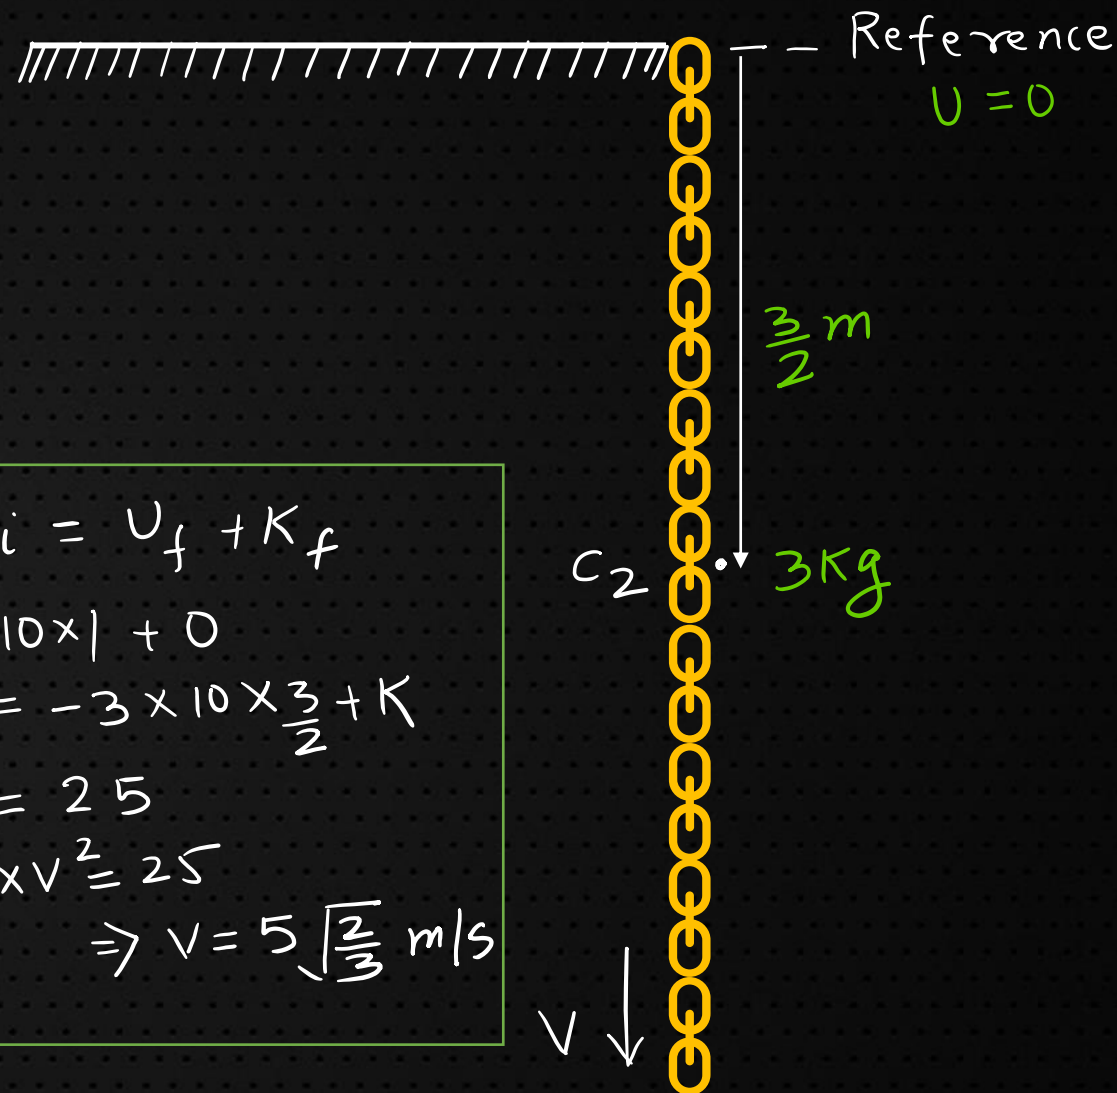 Reference
U = 0
3/2 m
C2
3Kg
i = Uf + Kf
10×1 + 0
= -3 × 10 × 3/2 + K
= 25
×V² = 25
⇒ V = 5√(2/3) m/s
V